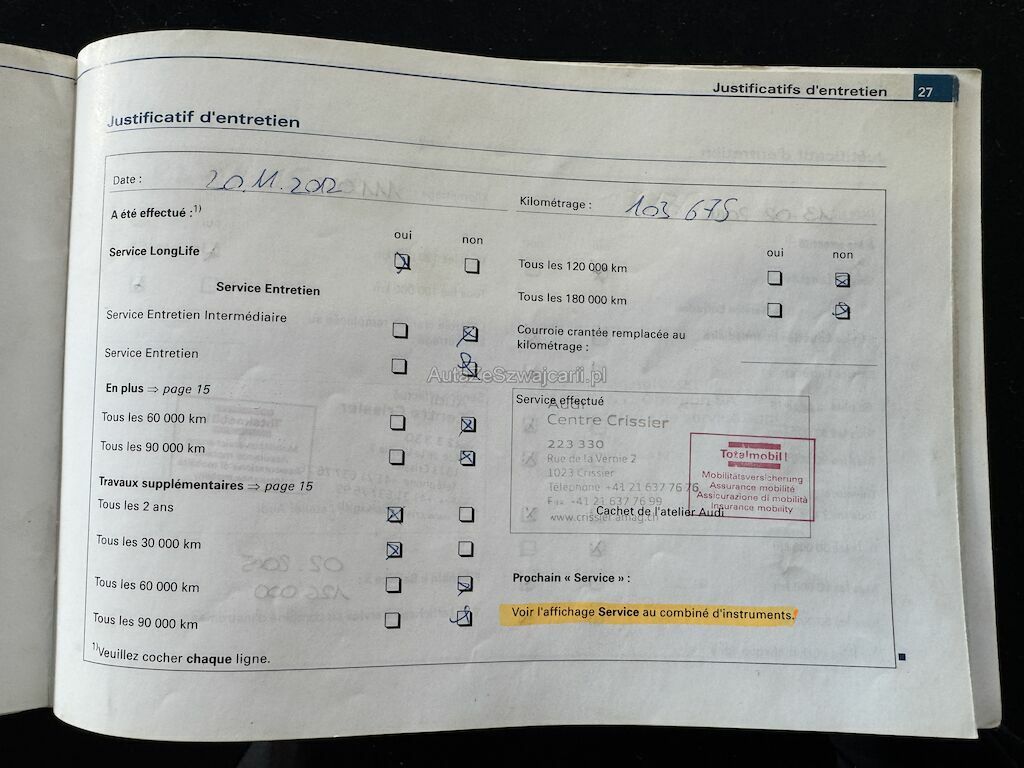 Justificatifs d'entretien 27
Justificatif d'entretien
Date : 20.11.2012
Kilométrage : 103 675
A été effectué :1)
oui non
Service LongLife
Service Entretien
Service Entretien Intermédiaire
Service Entretien
En plus ⇒ page 15
Tous les 60 000 km
Tous les 90 000 km
Travaux supplémentaires ⇒ page 15
Tous les 2 ans
Tous les 30 000 km
Tous les 60 000 km
Tous les 90 000 km
1)Veuillez cocher chaque ligne.
oui non
Tous les 120 000 km
Tous les 180 000 km
Courroie crantée remplacée au
kilométrage :
AutaZeSzwajcarii.pl
Service effectué
Audi
Centre Crissier
223 330
Rue de la Vernie 2
1023 Crissier
Téléphone +41 21 637 76 76
Fax +41 21 637 76 99
www.crissier.amag.ch
Totalmobil!
Mobilitätsversicherung
Assurance mobilité
Assicurazione di mobilità
Insurance mobility
Cachet de l'atelier Audi
Prochain « Service » :
Voir l'affichage Service au combiné d'instruments.